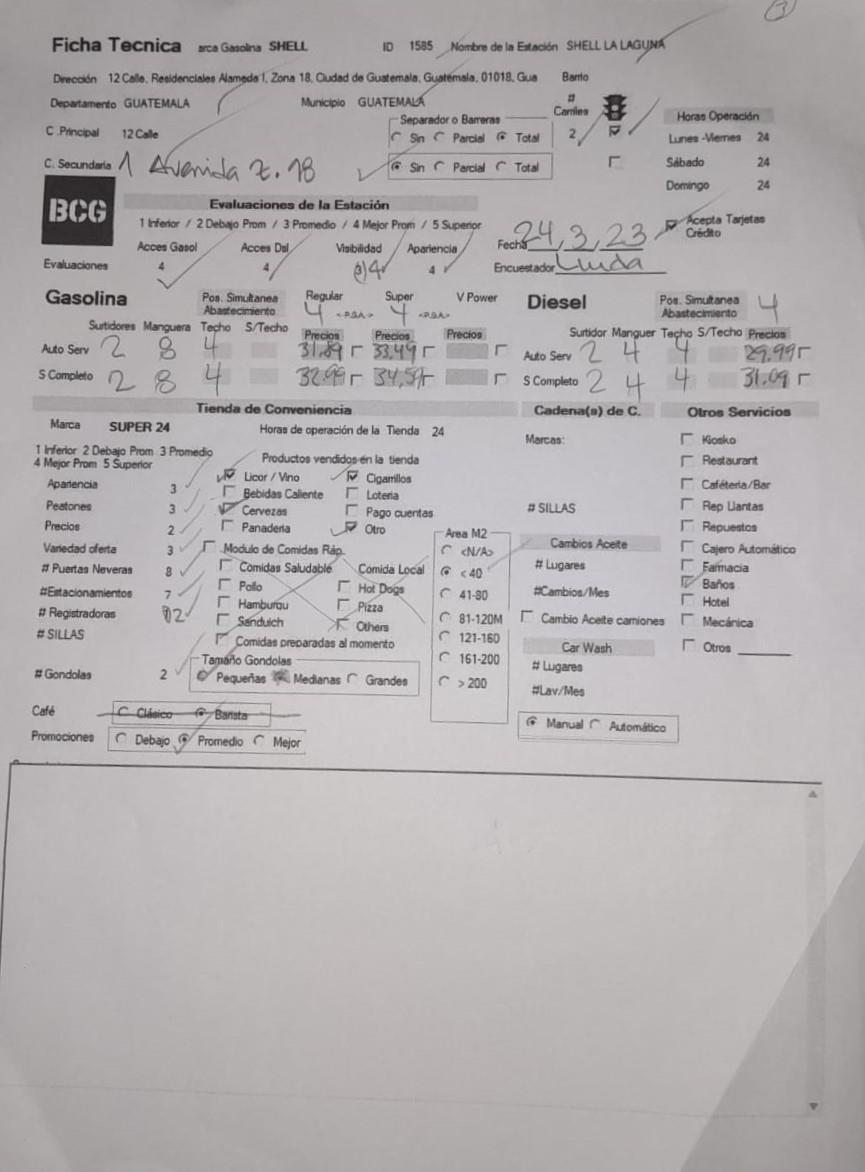 3
Ficha Tecnica arca Gasolina SHELL ID 1585 Nombre de la Estación SHELL LA LAGUNA
Dirección 12 Calle, Residenciales Alameda I, Zona 18, Ciudad de Guatemala, Guatemala, 01018, Gua Barrio
Departamento GUATEMALA Municipio GUATEMALA # Carriles
C .Principal 12 Calle Separador o Barreras Sin Parcial Total 2
C. Secundaria 1 Avenida Z. 18 Sin Parcial Total
Horas Operación
Lunes -Viernes 24
Sábado 24
Domingo 24
BCG
Evaluaciones de la Estación
1 Inferior / 2 Debajo Prom / 3 Promedio / 4 Mejor Prom / 5 Superior
Acces Gasol Acces Dsl Visibilidad Apariencia
Evaluaciones 4 4 (3)4 4
Fecha 24, 3, 23
Encuestador
Acepta Tarjetas
Crédito
Gasolina Pos. Simultanea Abastecimiento Regular Super V Power
4 <PSA> 4 <PSA>
Surtidores Manguera Techo S/Techo Precios Precios Precios
Auto Serv 2 8 4 31.89 33.49
S Completo 2 8 4 32.99 34.59
Diesel Pos. Simultanea Abastecimiento 4
Surtidor Manguer Techo S/Techo Precios
Auto Serv 2 4 4 29.99
S Completo 2 4 4 31.09
Tienda de Conveniencia
Marca SUPER 24 Horas de operación de la Tienda 24
1 Inferior 2 Debajo Prom 3 Promedio
4 Mejor Prom 5 Superior
Apariencia 3
Peatones 3
Precios 2
Variedad oferta 3
# Puertas Neveras 8
#Estacionamientos 7
# Registradoras 2
# SILLAS
# Gondolas 2
Productos vendidos en la tienda
Licor / Vino Cigarrillos
Bebidas Caliente Loteria
Cervezas Pago cuentas
Panaderia Otro
Modulo de Comidas Ráp.
Comidas Saludable Comida Local
Pollo Hot Dogs
Hamburqu Pizza
Sanduich Others
Comidas preparadas al momento
Tamaño Gondolas
Pequeñas Medianas Grandes
Café Clásico Barista
Promociones Debajo Promedio Mejor
Area M2
<N/A>
< 40
41-80
81-120M
121-160
161-200
> 200
Cadena(s) de C.
Marcas:
# SILLAS
Cambios Aceite
# Lugares
#Cambios/Mes
Cambio Aceite camiones
Car Wash
# Lugares
#Lav/Mes
Manual Automático
Otros Servicios
Kiosko
Restaurant
Caféteria/Bar
Rep Llantas
Repuestos
Cajero Automático
Farmacia
Baños
Hotel
Mecánica
Otros